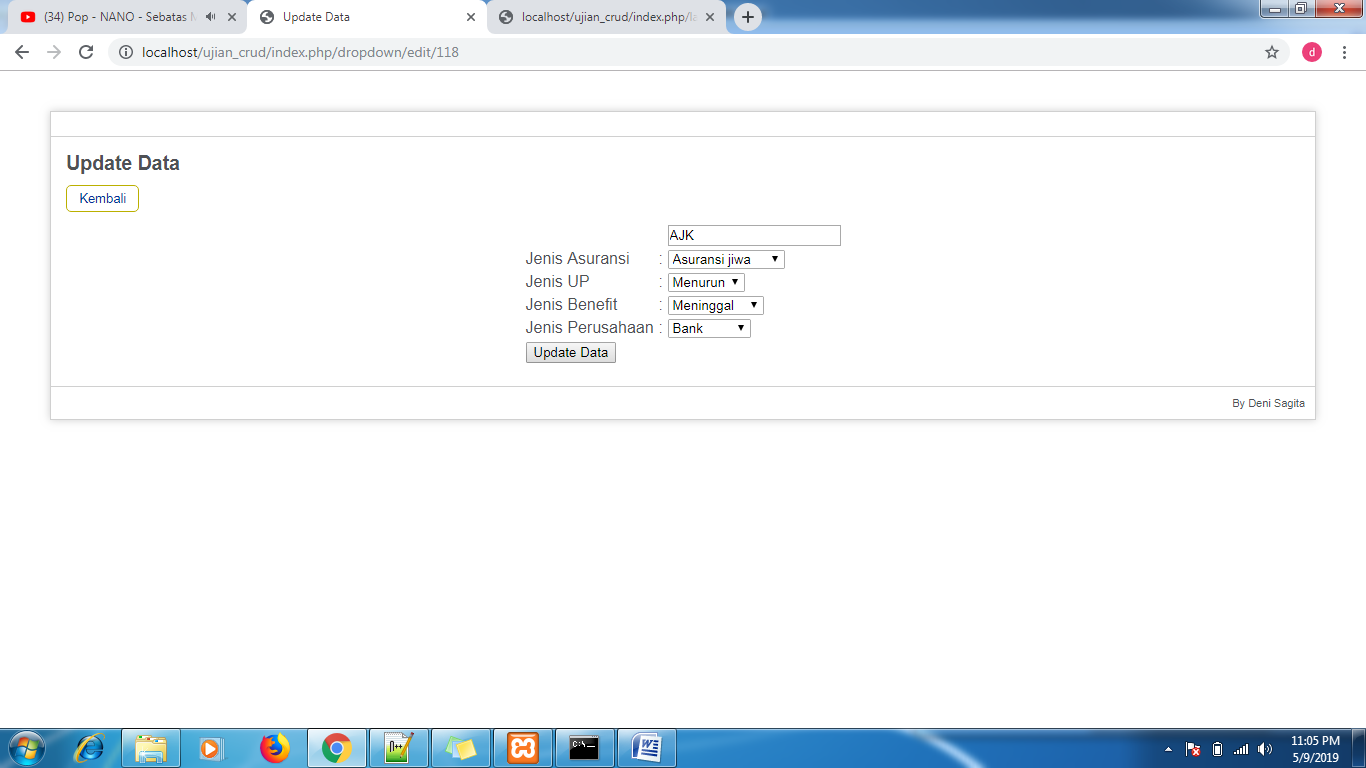 (34) Pop - NANO - Sebatas
Update Data
localhost/ujian_crud/index.php/
localhost/ujian_crud/index.php/dropdown/edit/118
d
Update Data
Kembali
AJK
Jenis Asuransi : Asuransi jiwa
Jenis UP : Menurun
Jenis Benefit : Meninggal
Jenis Perusahaan : Bank
Update Data
By Deni Sagita
C:\
11:05 PM
5/9/2019